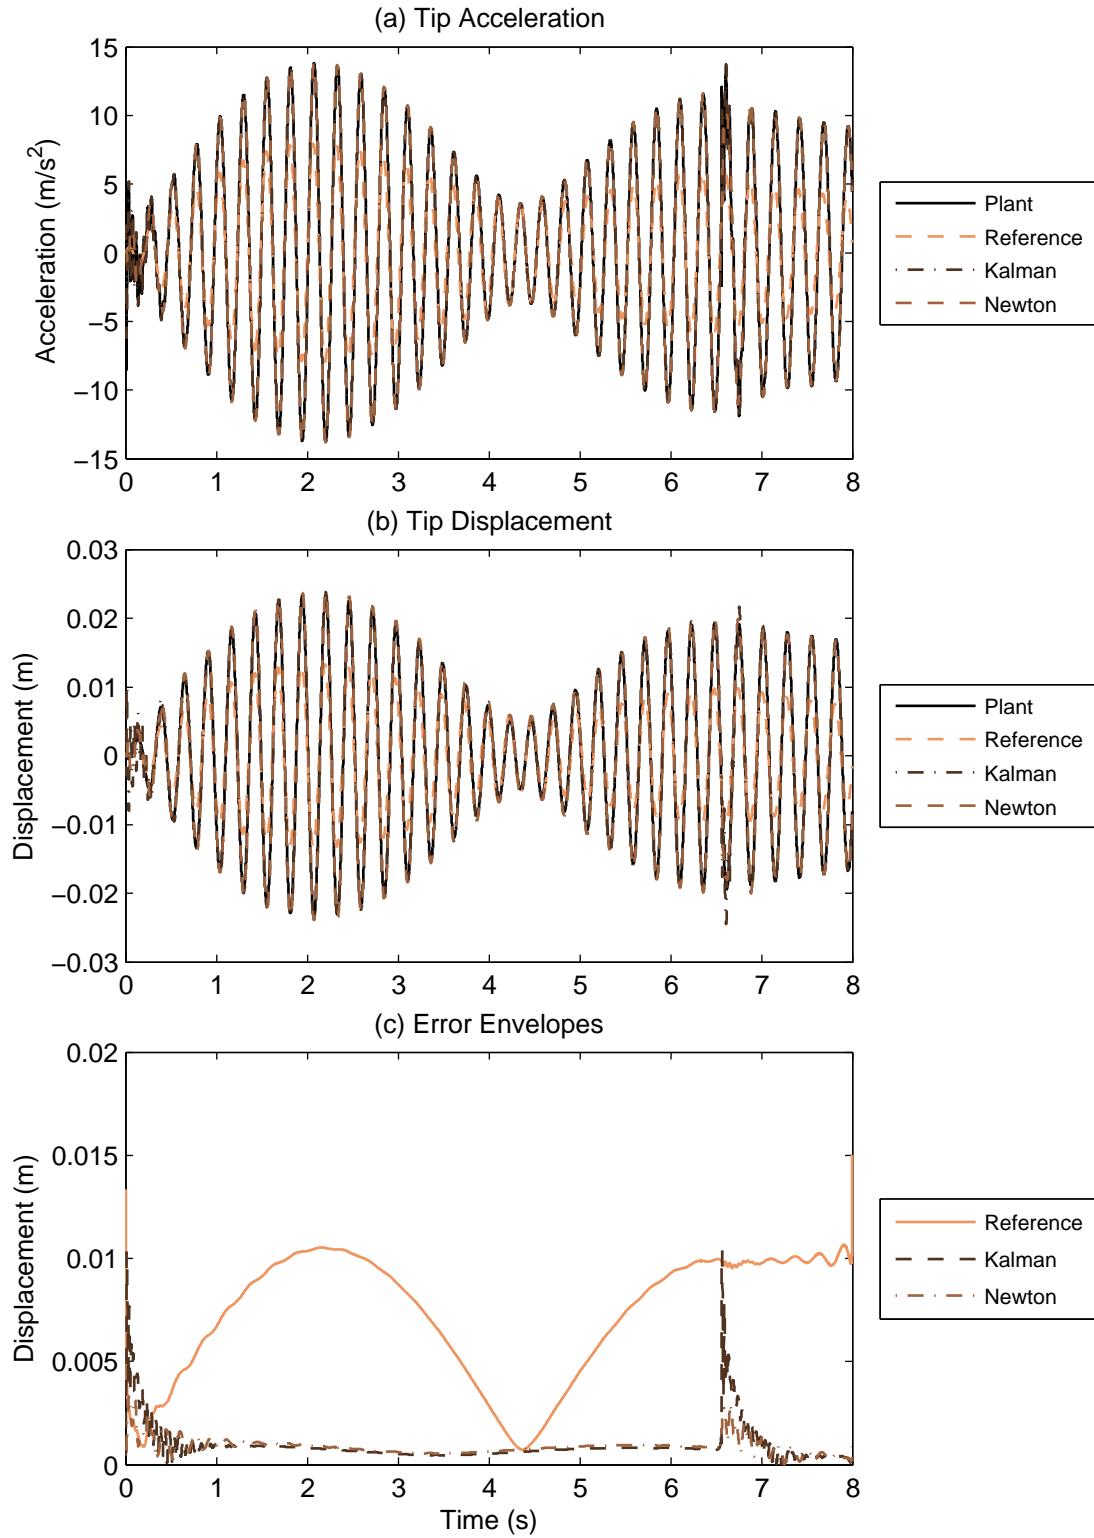 (a) Tip Acceleration
15
10
5
0
−5
−10
−15
Acceleration (m/s²)
0 1 2 3 4 5 6 7 8
Plant
Reference
Kalman
Newton
(b) Tip Displacement
0.03
0.02
0.01
0
−0.01
−0.02
−0.03
Displacement (m)
0 1 2 3 4 5 6 7 8
Plant
Reference
Kalman
Newton
(c) Error Envelopes
0.02
0.015
0.01
0.005
0
Displacement (m)
0 1 2 3 4 5 6 7 8
Time (s)
Reference
Kalman
Newton